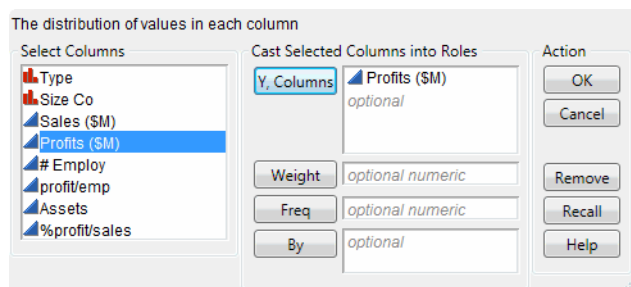 The distribution of values in each column
Select Columns
Type
Size Co
Sales ($M)
Profits ($M)
# Employ
profit/emp
Assets
%profit/sales
Cast Selected Columns into Roles
Y, Columns
Profits ($M)
optional
Weight
optional numeric
Freq
optional numeric
By
optional
Action
OK
Cancel
Remove
Recall
Help